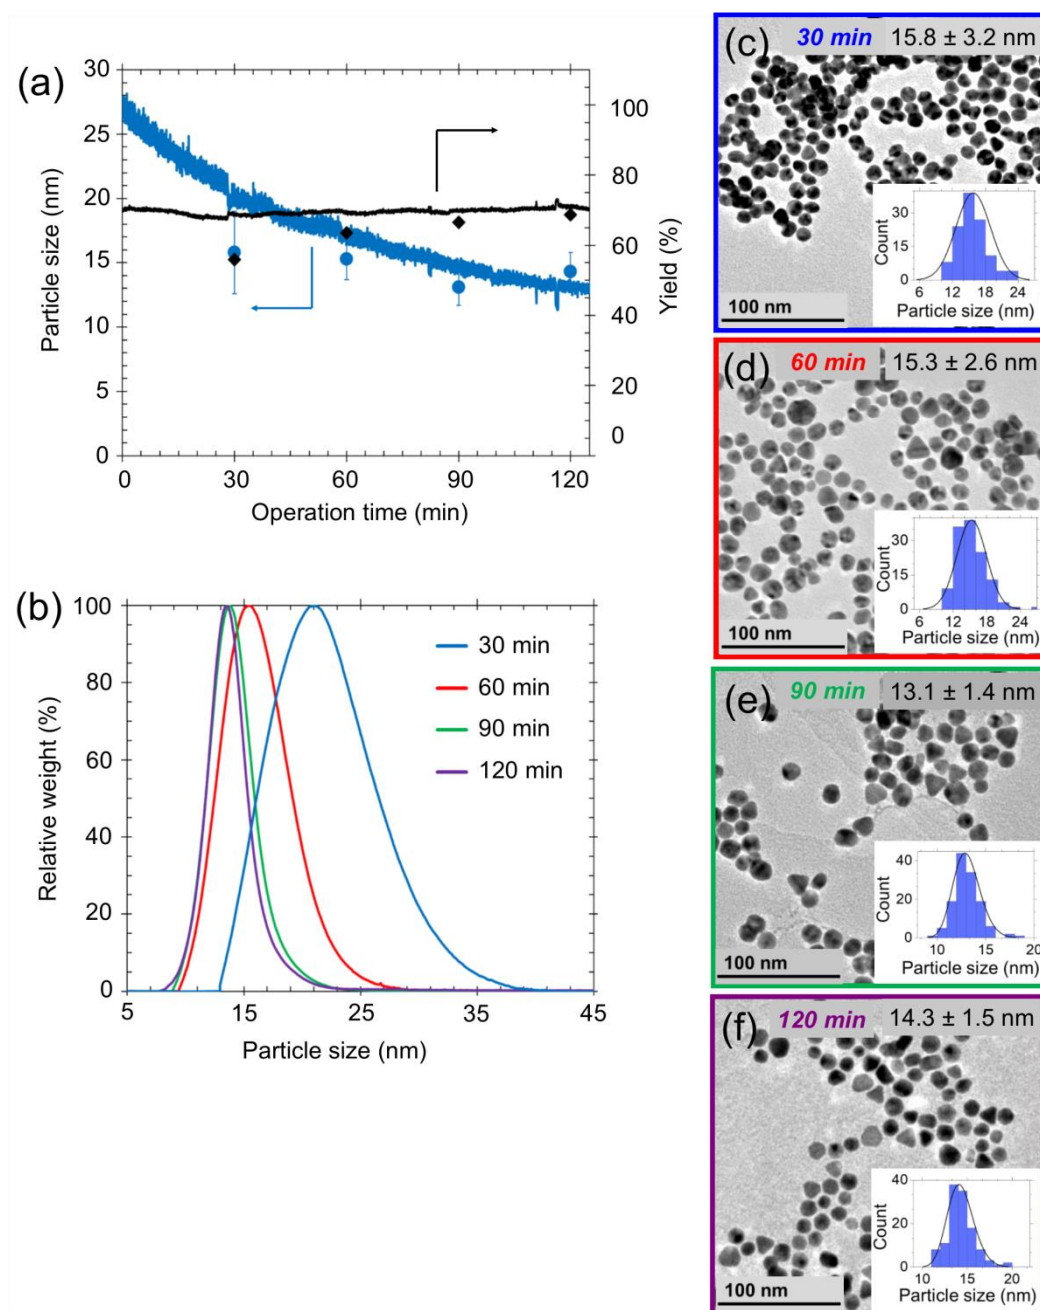 (a)
30
25
20
15
10
5
0
Particle size (nm)
100
80
60
40
20
0
Yield (%)
0 30 60 90 120
Operation time (min)
(b)
100
80
60
40
20
0
Relative weight (%)
30 min
60 min
90 min
120 min
5 15 25 35 45
Particle size (nm)
(c) 30 min 15.8 ± 3.2 nm
30
15
0
Count
6 12 18 24
Particle size (nm)
100 nm
(d) 60 min 15.3 ± 2.6 nm
30
15
0
Count
6 12 18 24
Particle size (nm)
100 nm
(e) 90 min 13.1 ± 1.4 nm
40
20
0
Count
10 15 20
Particle size (nm)
100 nm
(f) 120 min 14.3 ± 1.5 nm
40
20
0
Count
10 15 20
Particle size (nm)
100 nm